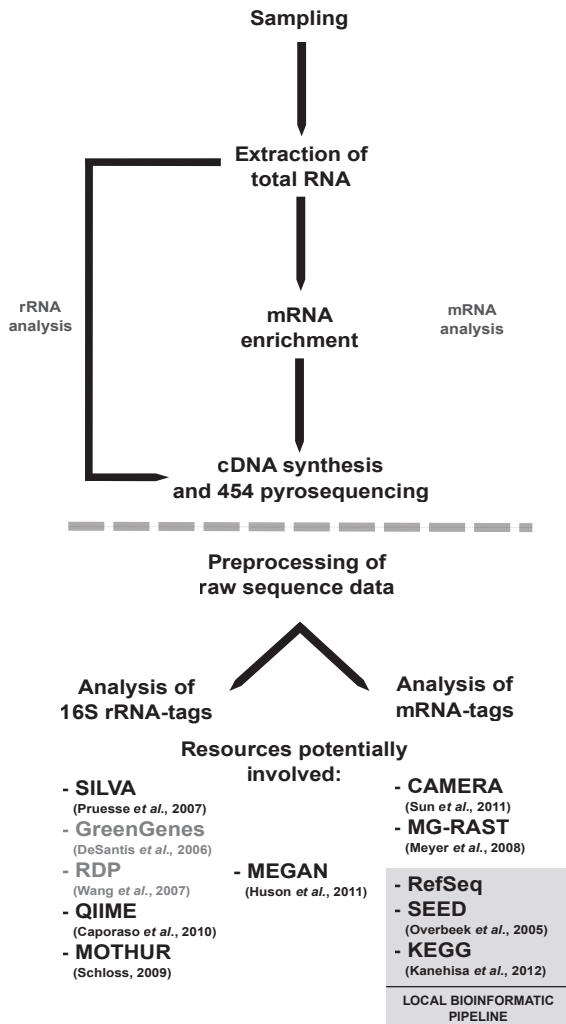 Sampling
Extraction of
total RNA
rRNA
analysis
mRNA
enrichment
mRNA
analysis
cDNA synthesis
and 454 pyrosequencing
Preprocessing of
raw sequence data
Analysis of
16S rRNA-tags
Analysis of
mRNA-tags
Resources potentially
involved:
- SILVA
(Pruesse et al., 2007)
- GreenGenes
(DeSantis et al., 2006)
- RDP
(Wang et al., 2007)
- QIIME
(Caporaso et al., 2010)
- MOTHUR
(Schloss, 2009)
- MEGAN
(Huson et al., 2011)
- CAMERA
(Sun et al., 2011)
- MG-RAST
(Meyer et al., 2008)
- RefSeq
- SEED
(Overbeek et al., 2005)
- KEGG
(Kanehisa et al., 2012)
LOCAL BIOINFORMATIC
PIPELINE